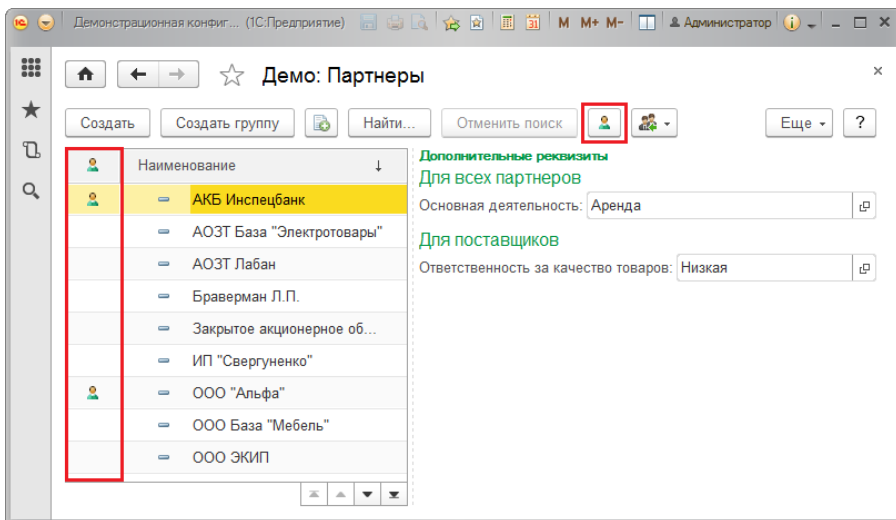 1С Демонстрационная конфиг... (1С:Предприятие) 31 M M+ M- Администратор i
Демо: Партнеры
Создать Создать группу Найти... Отменить поиск Еще ?
Наименование
АКБ Инспецбанк
АОЗТ База "Электротовары"
АОЗТ Лабан
Браверман Л.П.
Закрытое акционерное об...
ИП "Свергуненко"
ООО "Альфа"
ООО База "Мебель"
ООО ЭКИП
Дополнительные реквизиты
Для всех партнеров
Основная деятельность: Аренда
Для поставщиков
Ответственность за качество товаров: Низкая